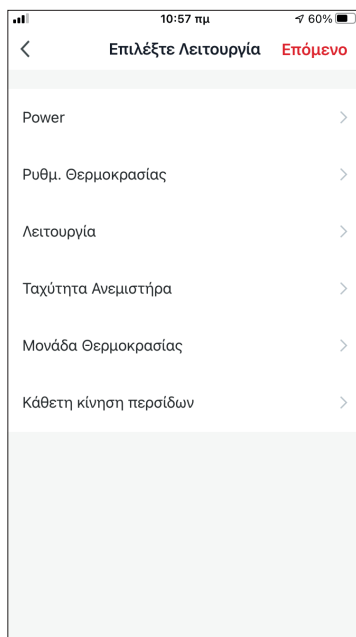 10:57 πμ
60%
Επιλέξτε Λειτουργία
Επόμενο
Power
Ρυθμ. Θερμοκρασίας
Λειτουργία
Ταχύτητα Ανεμιστήρα
Μονάδα Θερμοκρασίας
Κάθετη κίνηση περσίδων